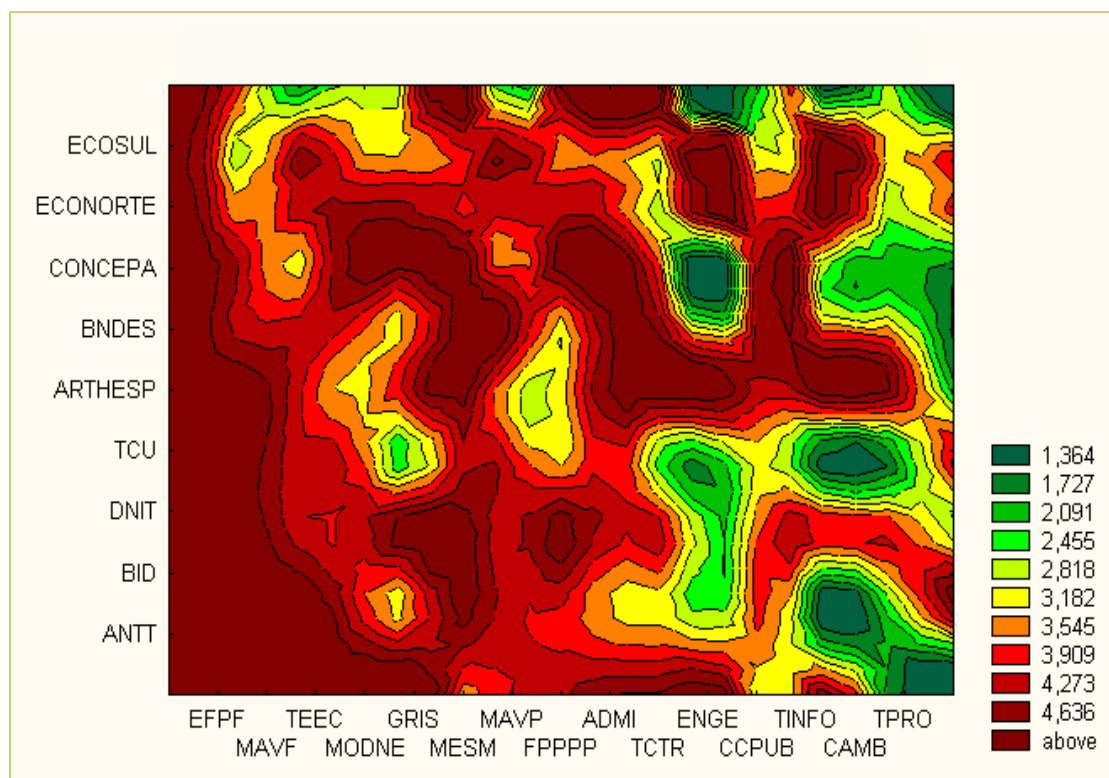 ECOSUL
ECONORTE
CONCEPA
BNDES
ARTHESP
TCU
DNIT
BID
ANTT
1,364
1,727
2,091
2,455
2,818
3,182
3,545
3,909
4,273
4,636
above
EFPF TEEC GRIS MAVP ADMI ENGE TINFO TPRO
MAVF MODNE MESM FPPPP TCTR CCPUB CAMB